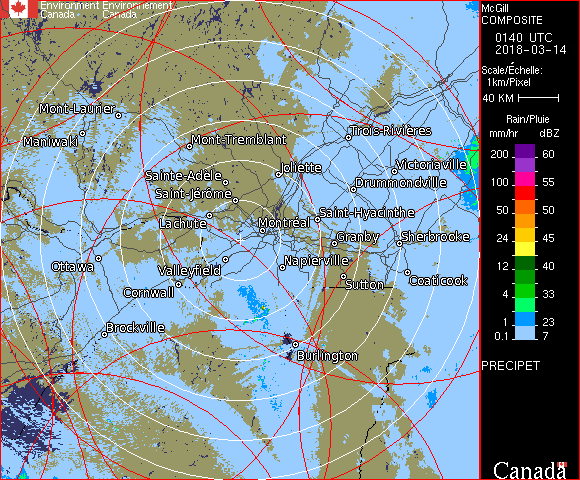 Environment Environnement
Canada Canada
Mont-Laurier
Maniwaki
Mont-Tremblant
Trois-Rivières
Joliette
Victoriaville
Sainte-Adèle
Drummondville
Saint-Jérôme
Saint-Hyacinthe
Lachute
Montréal
Granby
Sherbrooke
Ottawa
Valleyfield
Napierville
Sutton
Coaticook
Cornwall
Brockville
Burlington
McGill
COMPOSITE
0140 UTC
2018-03-14
Scale/Échelle:
1km/Pixel
40 KM
Rain/Pluie
mm/hr dBZ
200 60
100 55
50 50
24 45
12 40
4 33
1 23
0.1 7
PRECIPET
Canada